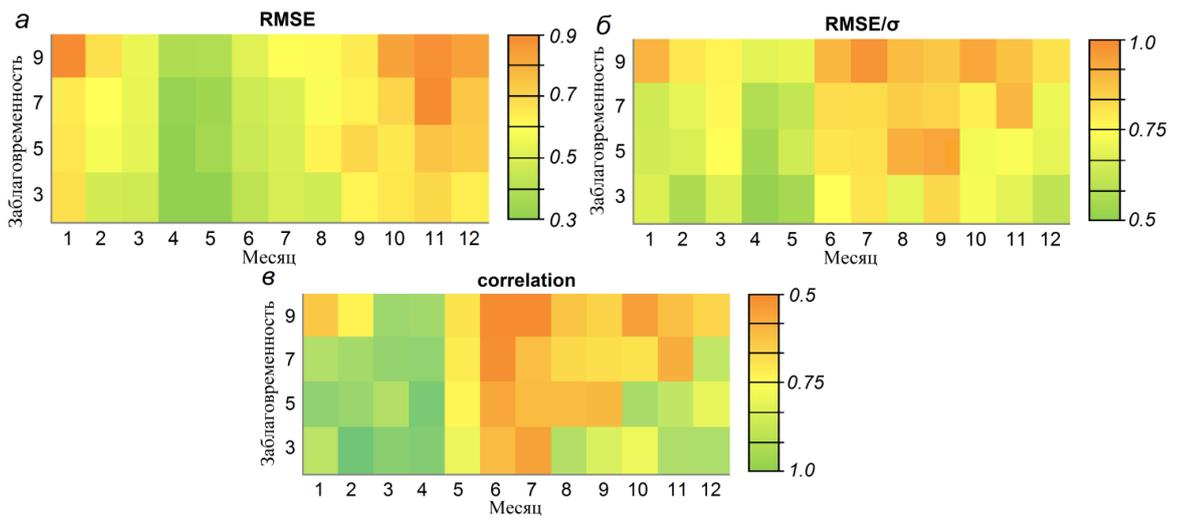 а
RMSE
Заблаговременность
9
7
5
3
1 2 3 4 5 6 7 8 9 10 11 12
Месяц
0.9
0.7
0.5
0.3
б
RMSE/σ
Заблаговременность
9
7
5
3
1 2 3 4 5 6 7 8 9 10 11 12
Месяц
1.0
0.75
0.5
в
correlation
Заблаговременность
9
7
5
3
1 2 3 4 5 6 7 8 9 10 11 12
Месяц
0.5
0.75
1.0